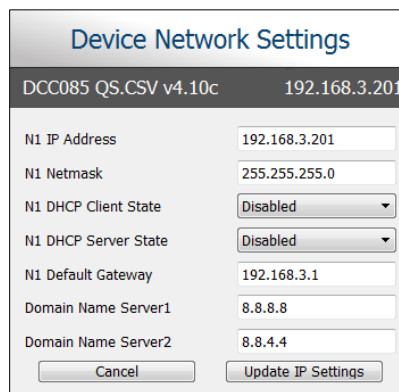 Device Network Settings
DCC085 QS.CSV v4.10c 192.168.3.201
N1 IP Address 192.168.3.201
N1 Netmask 255.255.255.0
N1 DHCP Client State Disabled
N1 DHCP Server State Disabled
N1 Default Gateway 192.168.3.1
Domain Name Server1 8.8.8.8
Domain Name Server2 8.8.4.4
Cancel Update IP Settings